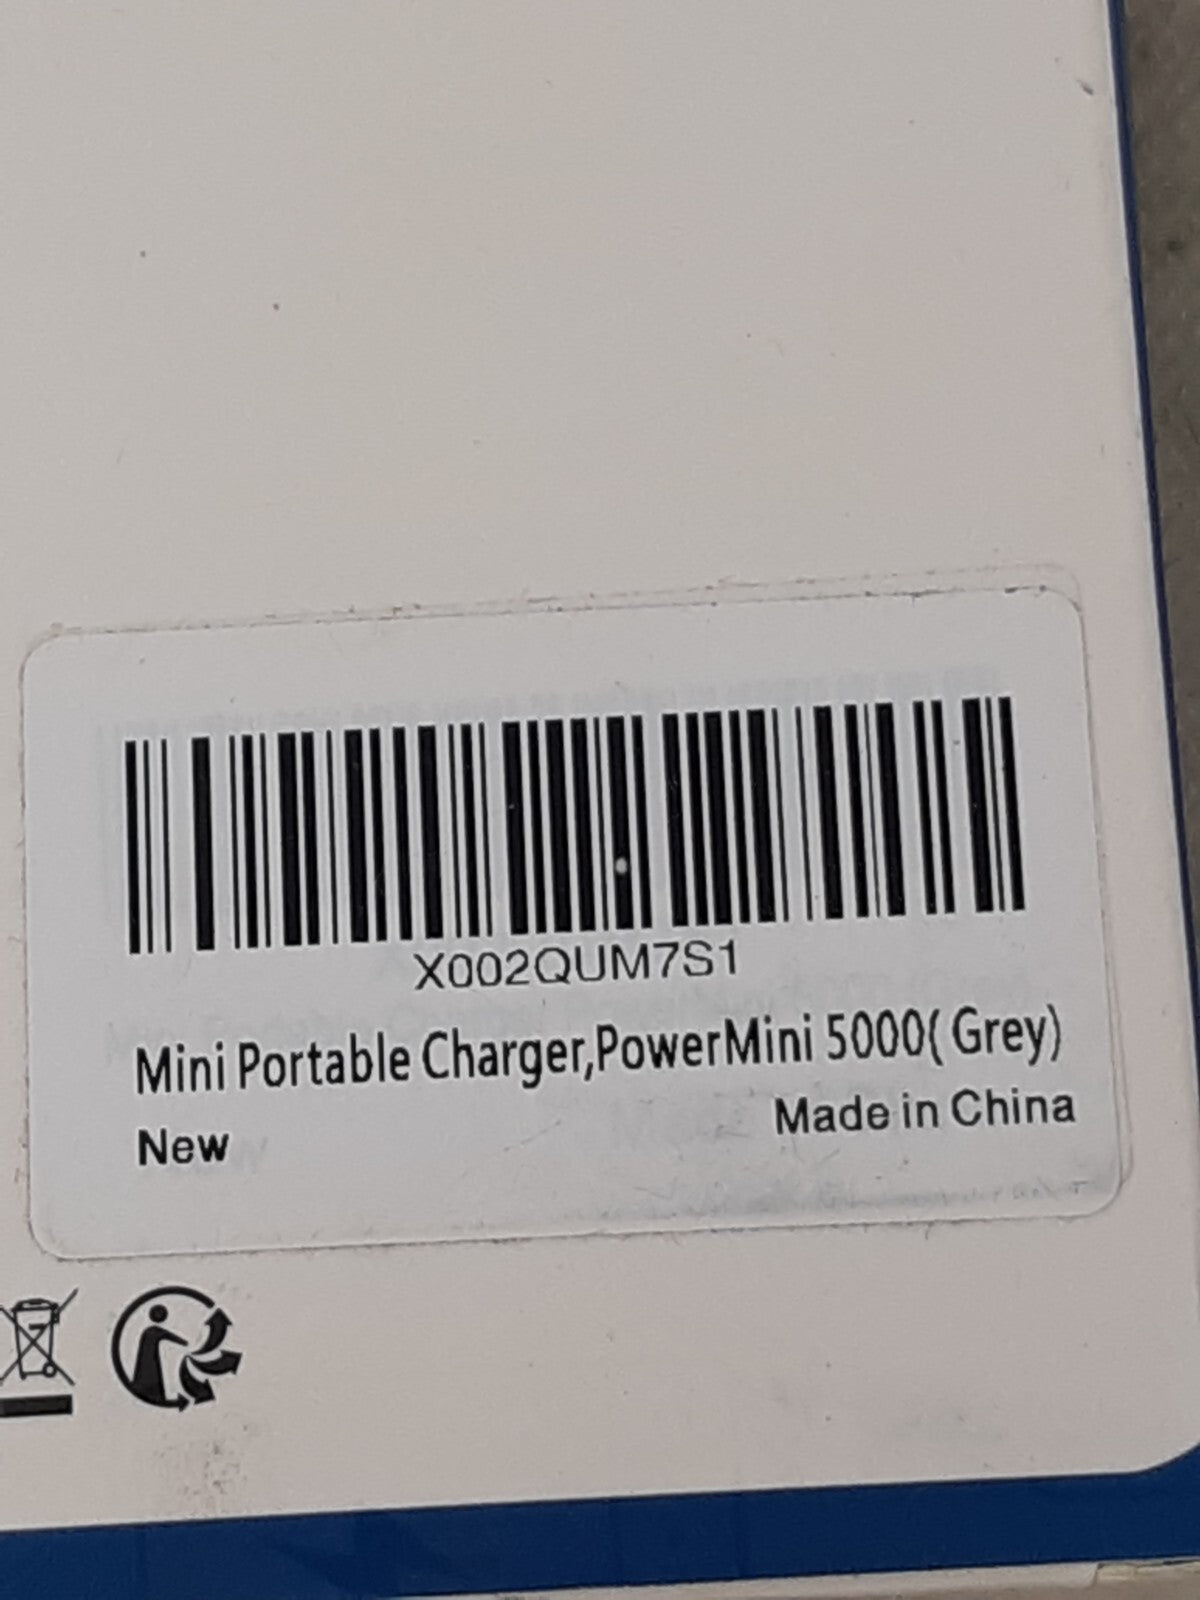 X002QUM7S1
Mini Portable Charger,PowerMini 5000( Grey)
New
Made in China